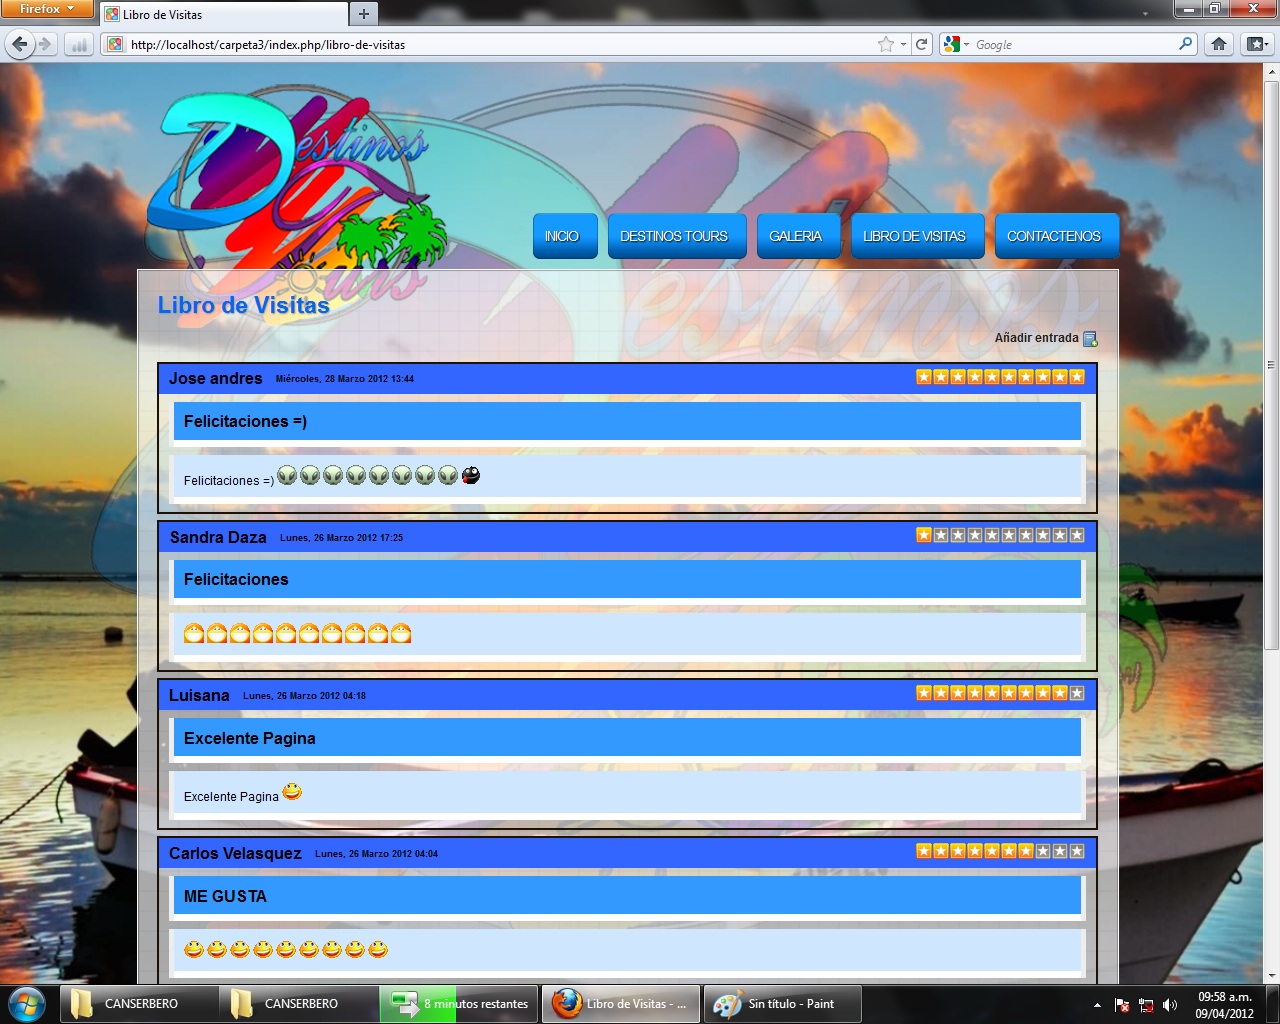 Firefox
Libro de Visitas
http://localhost/carpeta3/index.php/libro-de-visitas
Google
Destinos
Tours
INICIO
DESTINOS TOURS
GALERIA
LIBRO DE VISITAS
CONTACTENOS
Libro de Visitas
Añadir entrada
Jose andres Miércoles, 28 Marzo 2012 13:44
Felicitaciones =)
Felicitaciones =)
Sandra Daza Lunes, 26 Marzo 2012 17:25
Felicitaciones
Luisana Lunes, 26 Marzo 2012 04:18
Excelente Pagina
Excelente Pagina
Carlos Velasquez Lunes, 26 Marzo 2012 04:04
ME GUSTA
CANSERBERO
CANSERBERO
8 minutos restantes
Libro de Visitas - ...
Sin título - Paint
09:58 a.m.
09/04/2012